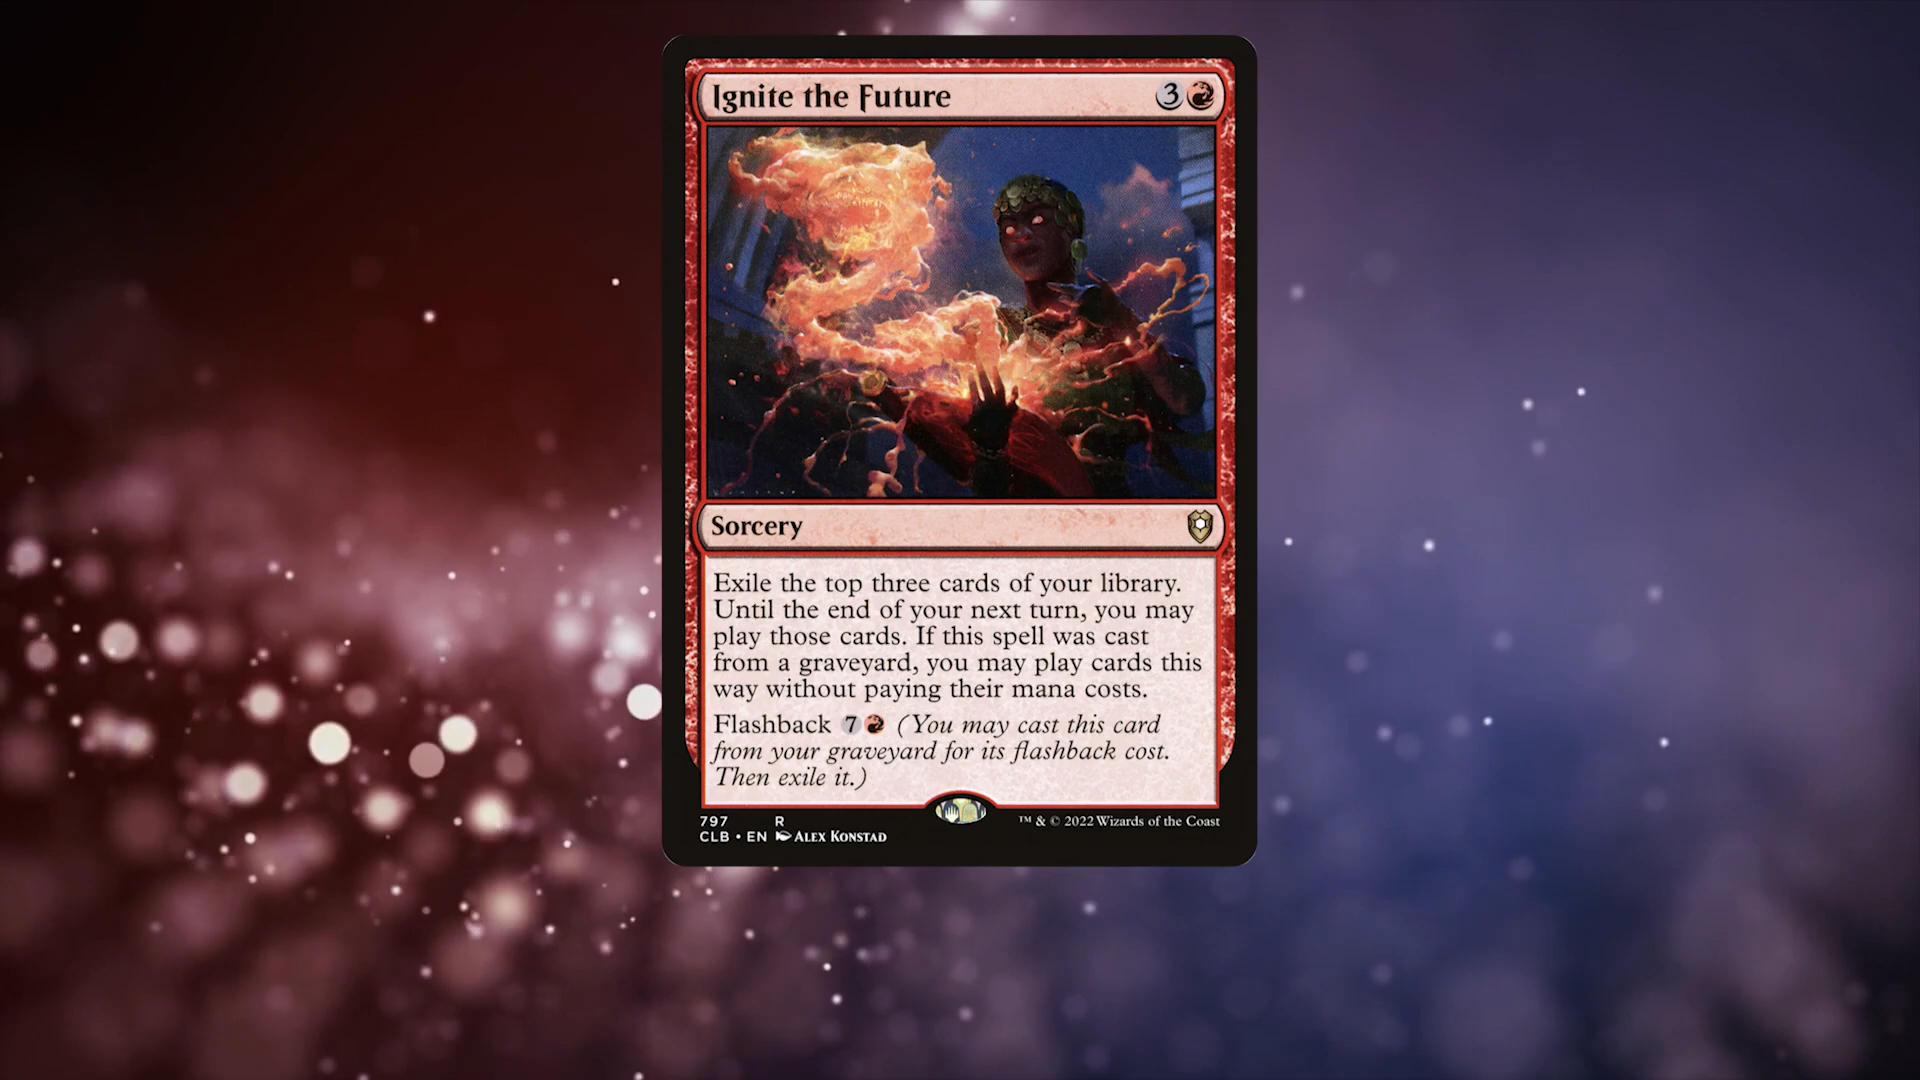 Ignite the Future 3
Sorcery
Exile the top three cards of your library.
Until the end of your next turn, you may
play those cards. If this spell was cast
from a graveyard, you may play cards this
way without paying their mana costs.
Flashback 7 (You may cast this card
from your graveyard for its flashback cost.
Then exile it.)
797 R
CLB • EN ALEX KONSTAD
™ & © 2022 Wizards of the Coast